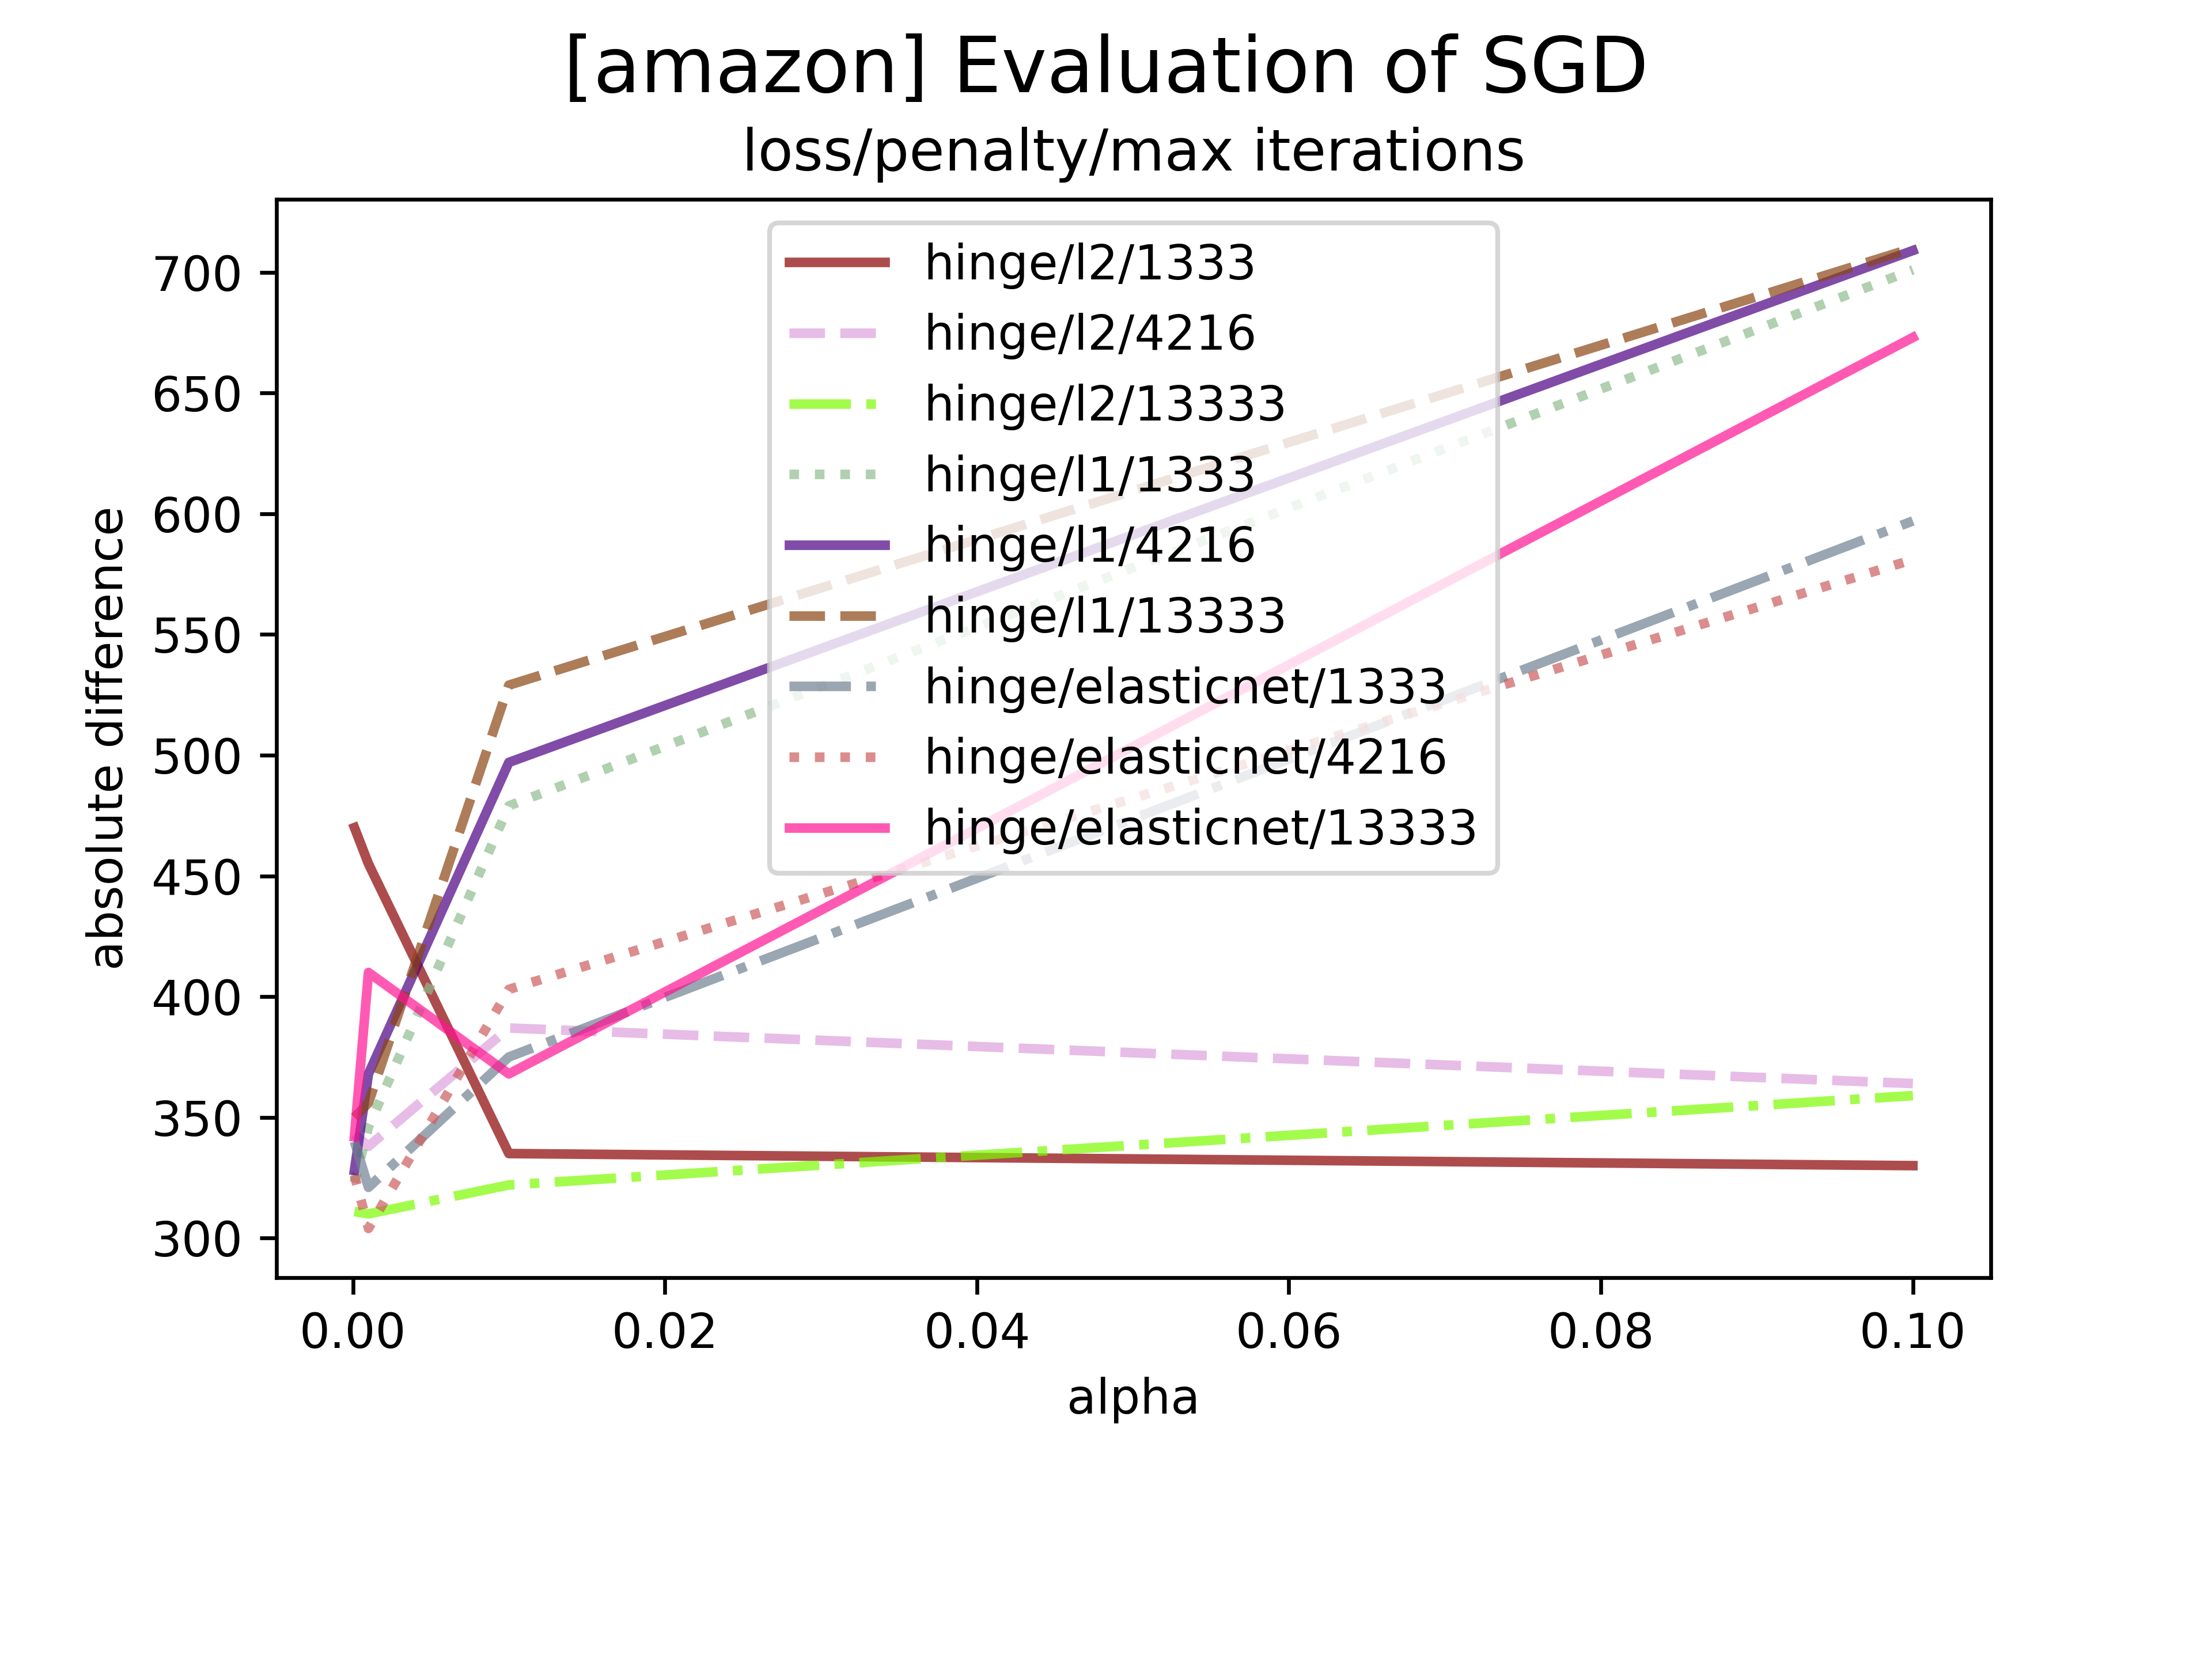 [amazon] Evaluation of SGD
loss/penalty/max iterations
hinge/l2/1333
hinge/l2/4216
hinge/l2/13333
hinge/l1/1333
hinge/l1/4216
hinge/l1/13333
hinge/elasticnet/1333
hinge/elasticnet/4216
hinge/elasticnet/13333
absolute difference
700
650
600
550
500
450
400
350
300
0.00 0.02 0.04 0.06 0.08 0.10
alpha